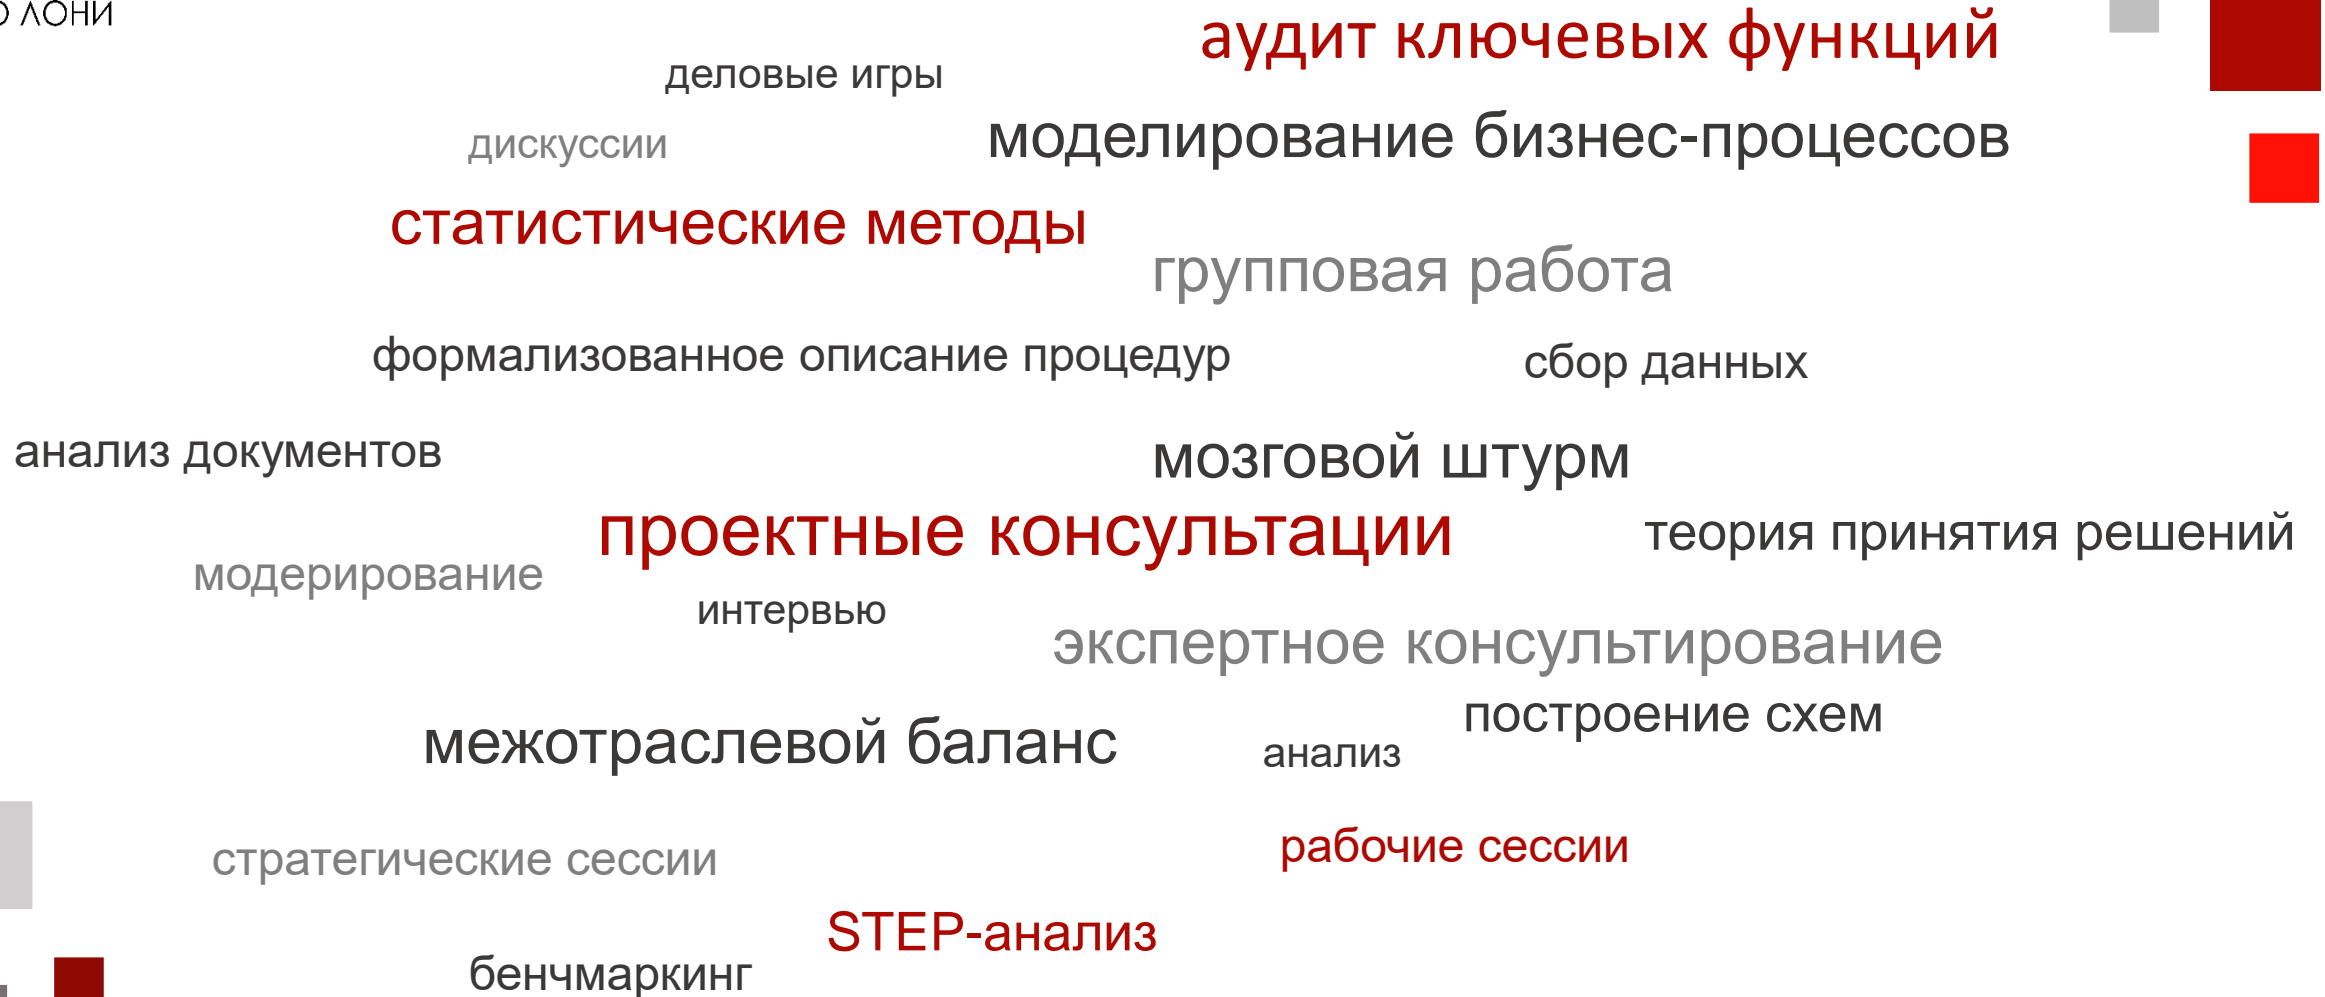 ЛОНИ
аудит ключевых функций
деловые игры
моделирование бизнес-процессов
дискуссии
статистические методы
групповая работа
формализованное описание процедур
сбор данных
анализ документов
мозговой штурм
проектные консультации
теория принятия решений
модерирование
интервью
экспертное консультирование
построение схем
межотраслевой баланс
анализ
рабочие сессии
стратегические сессии
STEP-анализ
бенчмаркинг